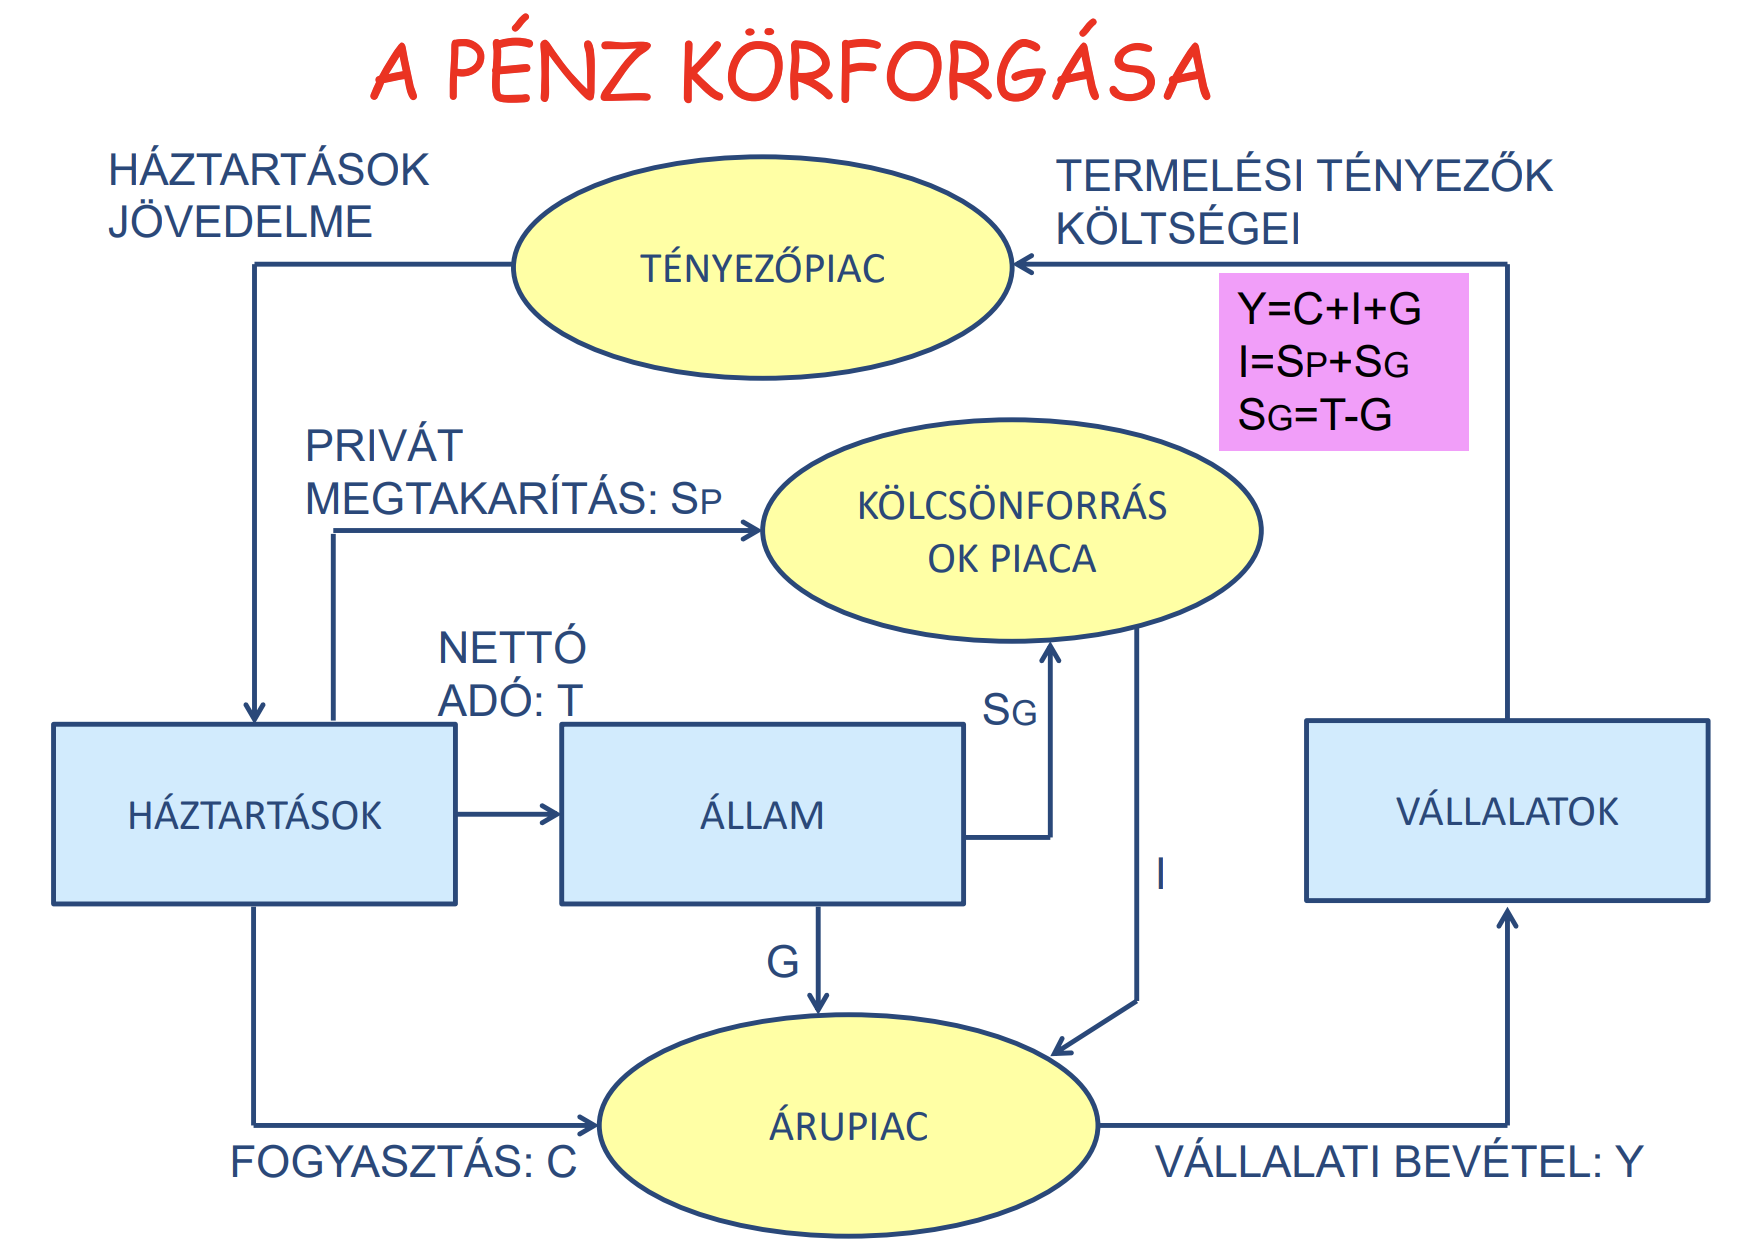 A PÉNZ KÖRFORGÁSA
HÁZTARTÁSOK
JÖVEDELME
TERMELÉSI TÉNYEZŐK
KÖLTSÉGEI
TÉNYEZŐPIAC
Y=C+I+G
I=SP+SG
SG=T-G
PRIVÁT
MEGTAKARÍTÁS: SP
KÖLCSÖNFORRÁS
OK PIACA
NETTÓ
ADÓ: T
SG
HÁZTARTÁSOK
ÁLLAM
VÁLLALATOK
I
G
ÁRUPIAC
FOGYASZTÁS: C
VÁLLALATI BEVÉTEL: Y